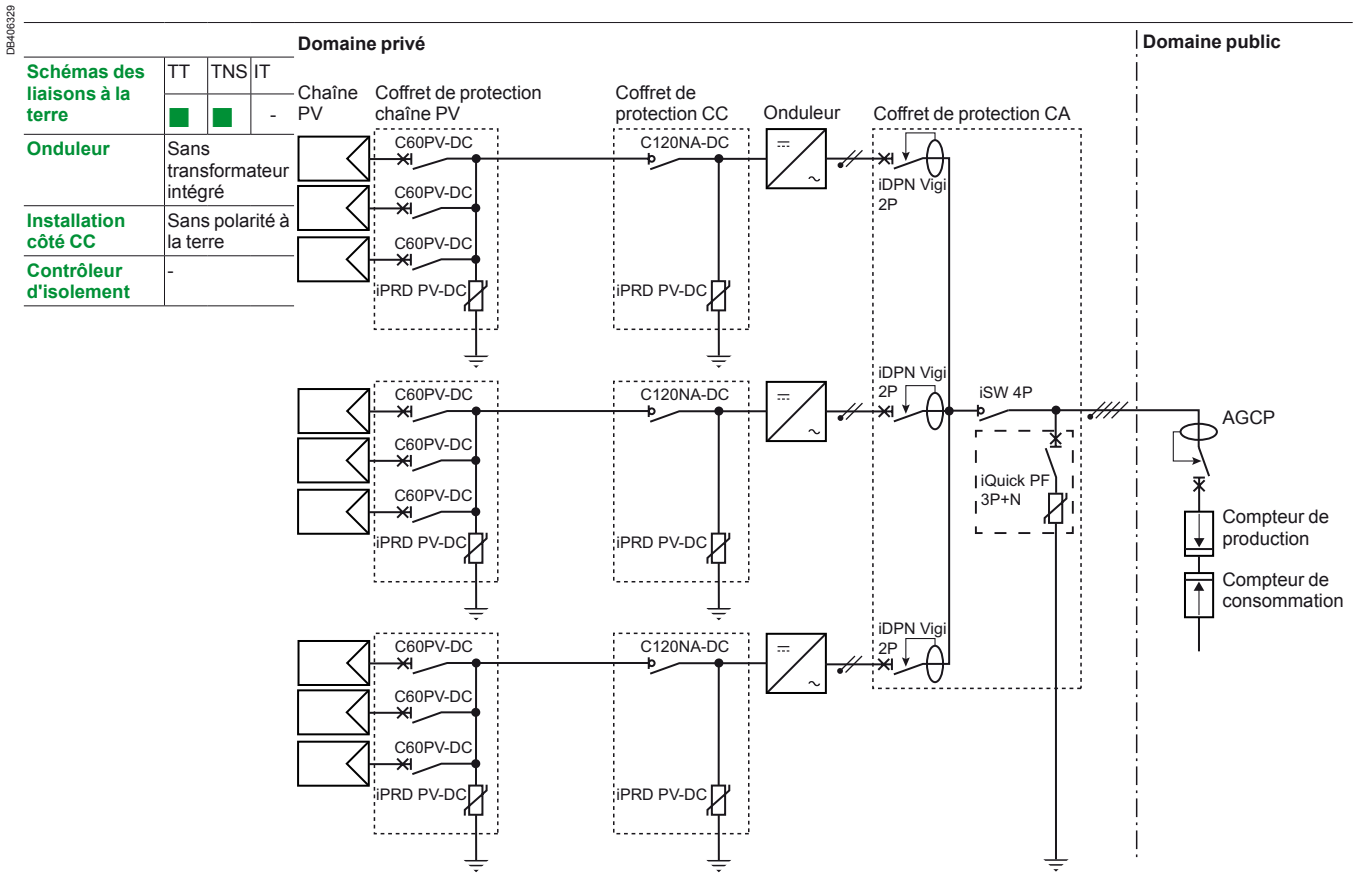 DB406329
Domaine privé
Domaine public
Schémas des
liaisons à la
terre
TT
TNS
IT
-
Onduleur
Sans
transformateur
intégré
Installation
côté CC
Sans polarité à
la terre
Contrôleur
d'isolement
-
Chaîne
PV
Coffret de protection
chaîne PV
Coffret de
protection CC
Onduleur
Coffret de protection CA
C60PV-DC
C120NA-DC
iDPN Vigi
2P
C60PV-DC
C60PV-DC
iPRD PV-DC
iPRD PV-DC
C60PV-DC
C120NA-DC
iDPN Vigi
2P
iSW 4P
AGCP
C60PV-DC
C60PV-DC
iQuick PF
3P+N
iPRD PV-DC
iPRD PV-DC
Compteur de
production
Compteur de
consommation
C60PV-DC
C120NA-DC
iDPN Vigi
2P
C60PV-DC
C60PV-DC
iPRD PV-DC
iPRD PV-DC